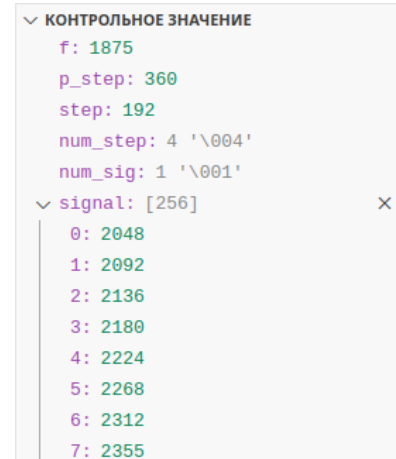 КОНТРОЛЬНОЕ ЗНАЧЕНИЕ
f: 1875
p_step: 360
step: 192
num_step: 4 '\004'
num_sig: 1 '\001'
signal: [256]
0: 2048
1: 2092
2: 2136
3: 2180
4: 2224
5: 2268
6: 2312
7: 2355